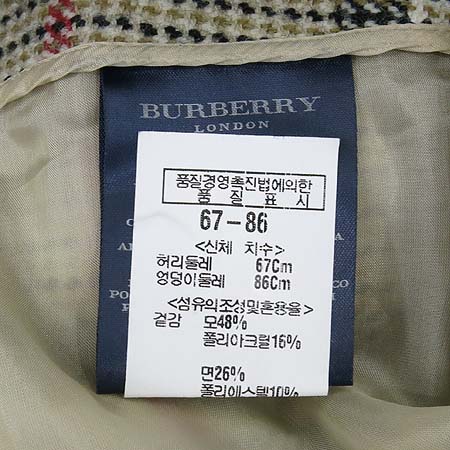 BURBERRY
LONDON
품질경영촉진법에의한
품 질 표 시
67-86
<신체 치수>
허리둘레 67Cm
엉덩이둘레 86Cm
<섬유의조성및혼용율>
겉감 모48%
폴리아크릴16%
면26%
폴리에스텔10%